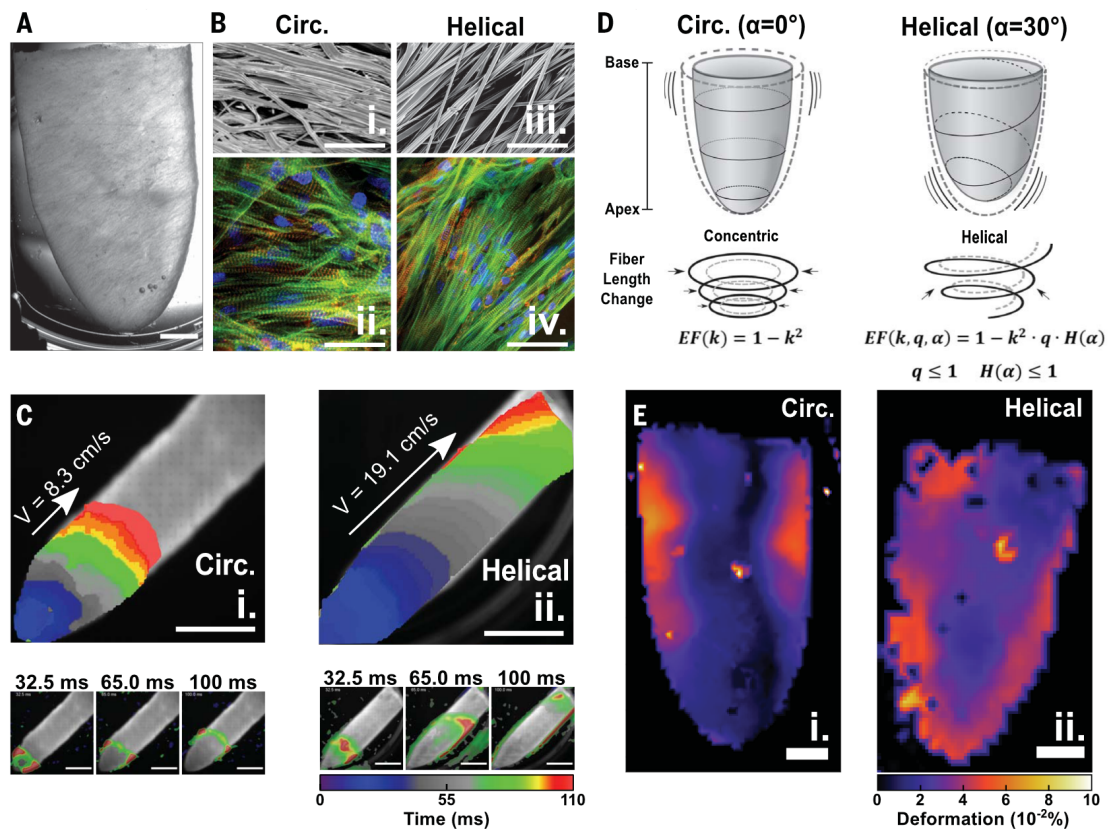 A
B
Circ.
Helical
i.
iii.
ii.
iv.
D
Circ. (α=0°)
Helical (α=30°)
Base
Apex
Concentric
Helical
Fiber
Length
Change
EF(k) = 1 − k²
EF(k, q, α) = 1 − k² · q · H(α)
q ≤ 1 H(α) ≤ 1
C
V = 8.3 cm/s
Circ.
i.
V = 19.1 cm/s
Helical
ii.
32.5 ms
65.0 ms
100 ms
32.5 ms
65.0 ms
100 ms
0
55
110
Time (ms)
E
Circ.
i.
Helical
ii.
0
2
4
6
8
10
Deformation (10⁻²%)